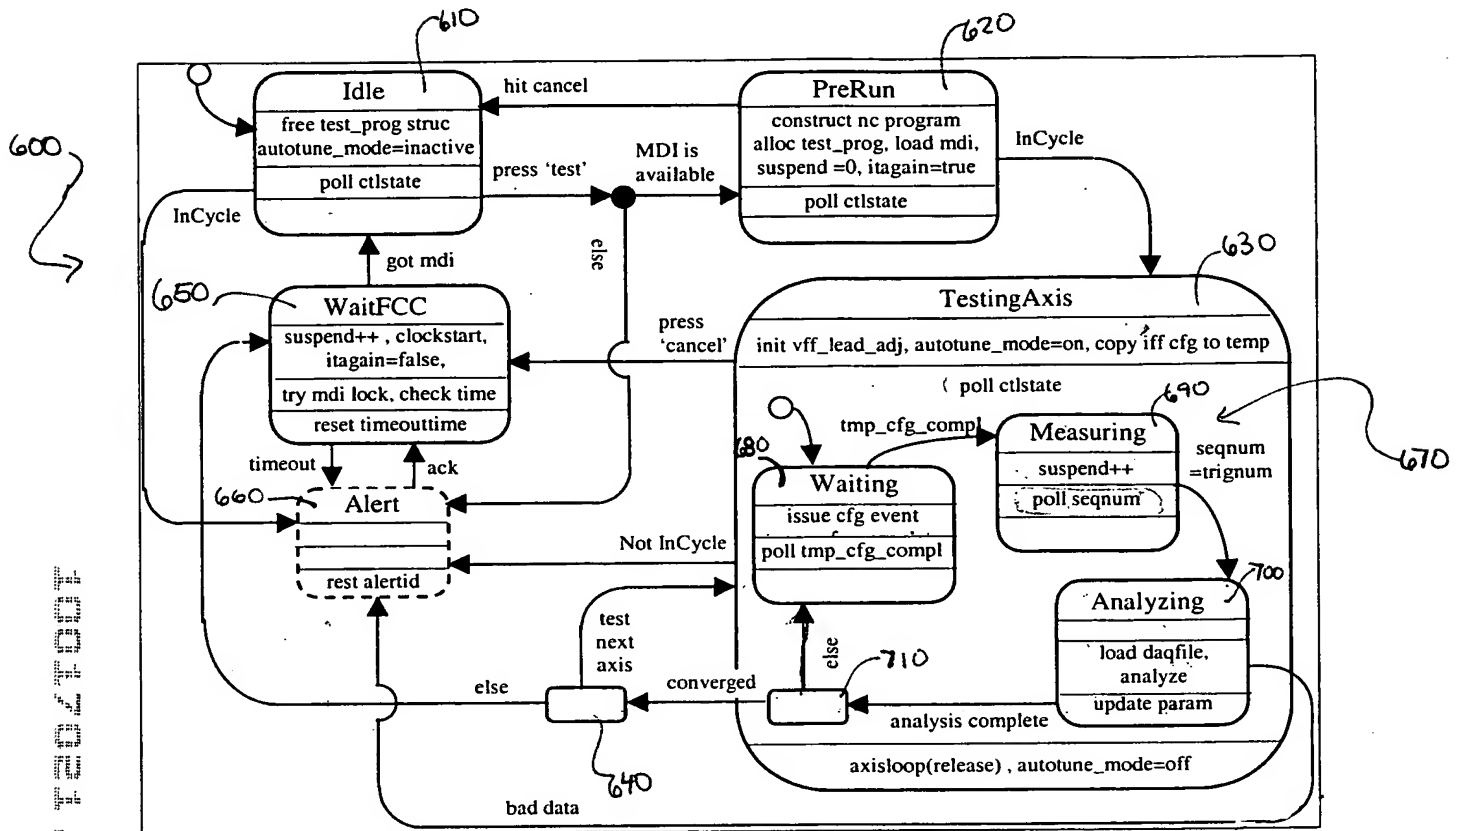 600
610
Idle
free test_prog struc
autotune_mode=inactive
poll ctlstate
hit cancel
620
PreRun
construct nc program
alloc test_prog, load mdi,
suspend =0, itagain=true
poll ctlstate
InCycle
press 'test'
MDI is
available
else
InCycle
got mdi
650
WaitFCC
suspend++ , clockstart,
itagain=false,
try mdi lock, check time
reset timeouttime
press
'cancel'
timeout
ack
660
Alert
rest alertid
Not InCycle
630
TestingAxis
init vff_lead_adj, autotune_mode=on, copy iff cfg to temp
poll ctlstate
680
Waiting
issue cfg event
poll tmp_cfg_compl
tmp_cfg_compl
690
Measuring
suspend++
poll seqnum
seqnum
=trignum
670
700
Analyzing
load daqfile,
analyze
update param
analysis complete
710
else
converged
640
test
next
axis
else
bad data
axisloop(release) , autotune_mode=off